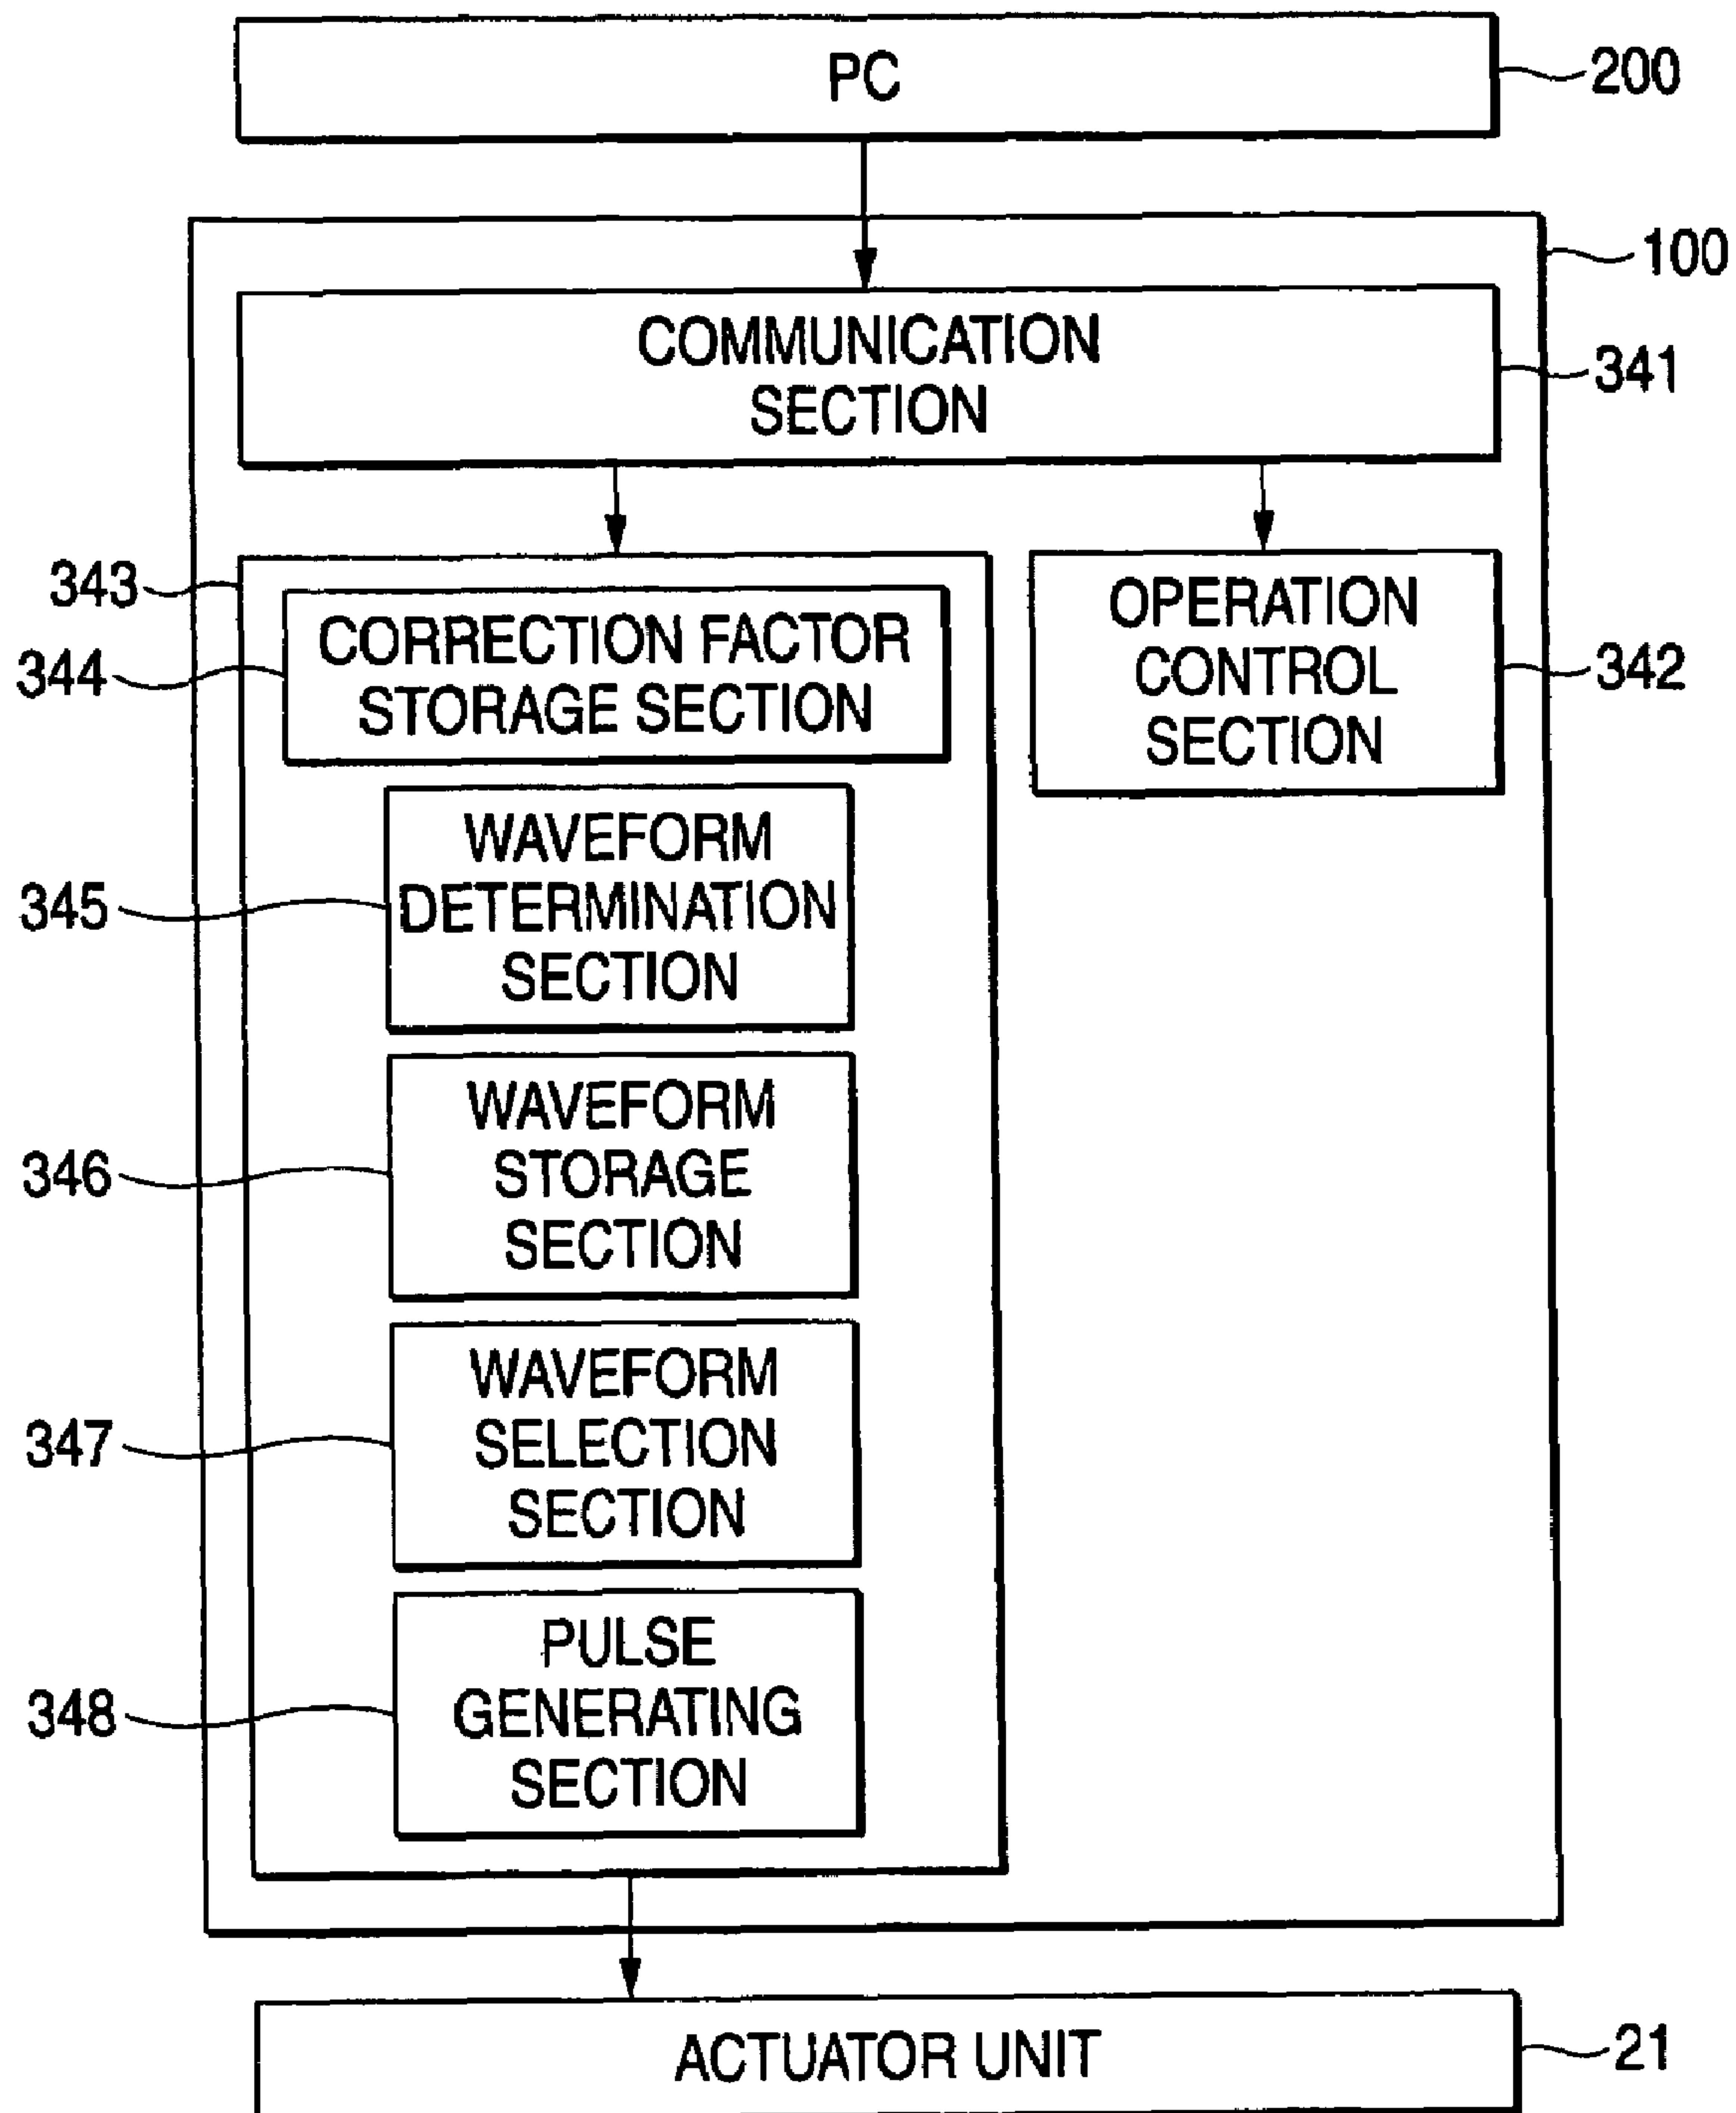 PC
200
100
COMMUNICATION
SECTION
341
343
344
CORRECTION FACTOR
STORAGE SECTION
OPERATION
CONTROL
SECTION
342
345
WAVEFORM
DETERMINATION
SECTION
346
WAVEFORM
STORAGE
SECTION
347
WAVEFORM
SELECTION
SECTION
348
PULSE
GENERATING
SECTION
ACTUATOR UNIT
21